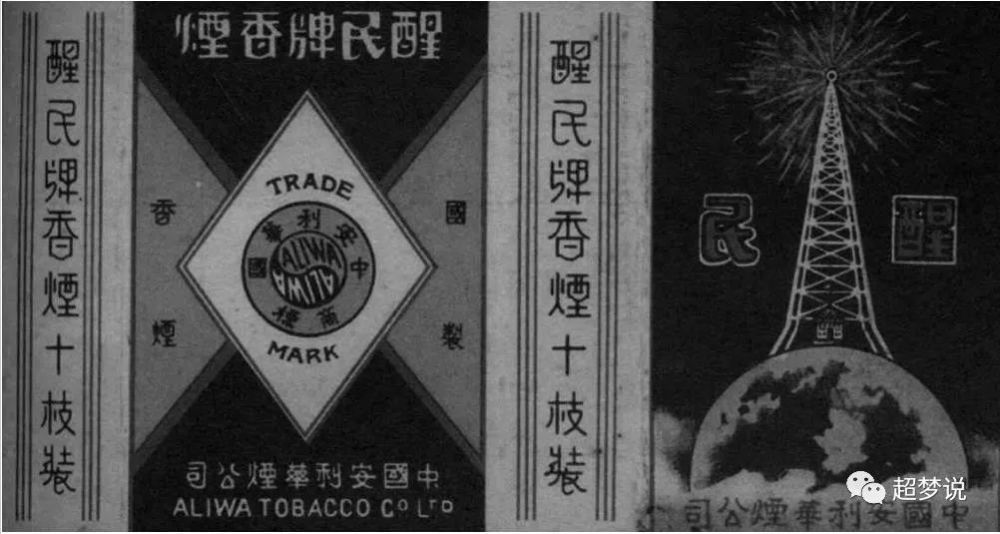 醒民牌香煙十枝裝
醒民牌香煙
國製
香煙
TRADE
安利華
中國
ALIWA
ALIWA
商標
MARK
中國安利華煙公司
ALIWA TOBACCO Co LTD
醒民牌香煙十枝裝
醒民
中國安利華煙公司
超梦说